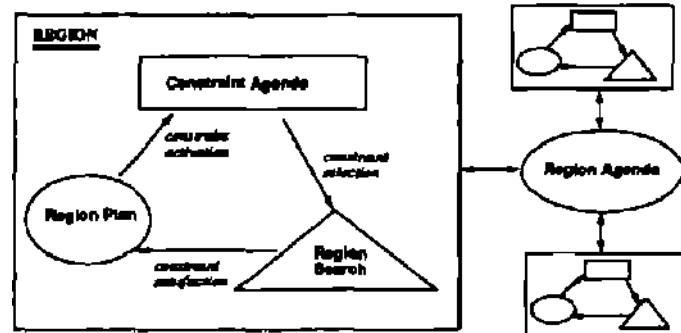 REGION
Constraint Agenda
constraint
activation
constraint
selection
Region Plan
Region Agenda
Region
Search
constraint
satisfaction